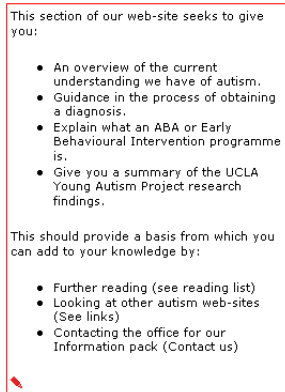 This section of our web-site seeks to give
you:
● An overview of the current
understanding we have of autism.
● Guidance in the process of obtaining
a diagnosis.
● Explain what an ABA or Early
Behavioural Intervention programme
is.
● Give you a summary of the UCLA
Young Autism Project research
findings.
This should provide a basis from which you
can add to your knowledge by:
● Further reading (see reading list)
● Looking at other autism web-sites
(See links)
● Contacting the office for our
Information pack (Contact us)